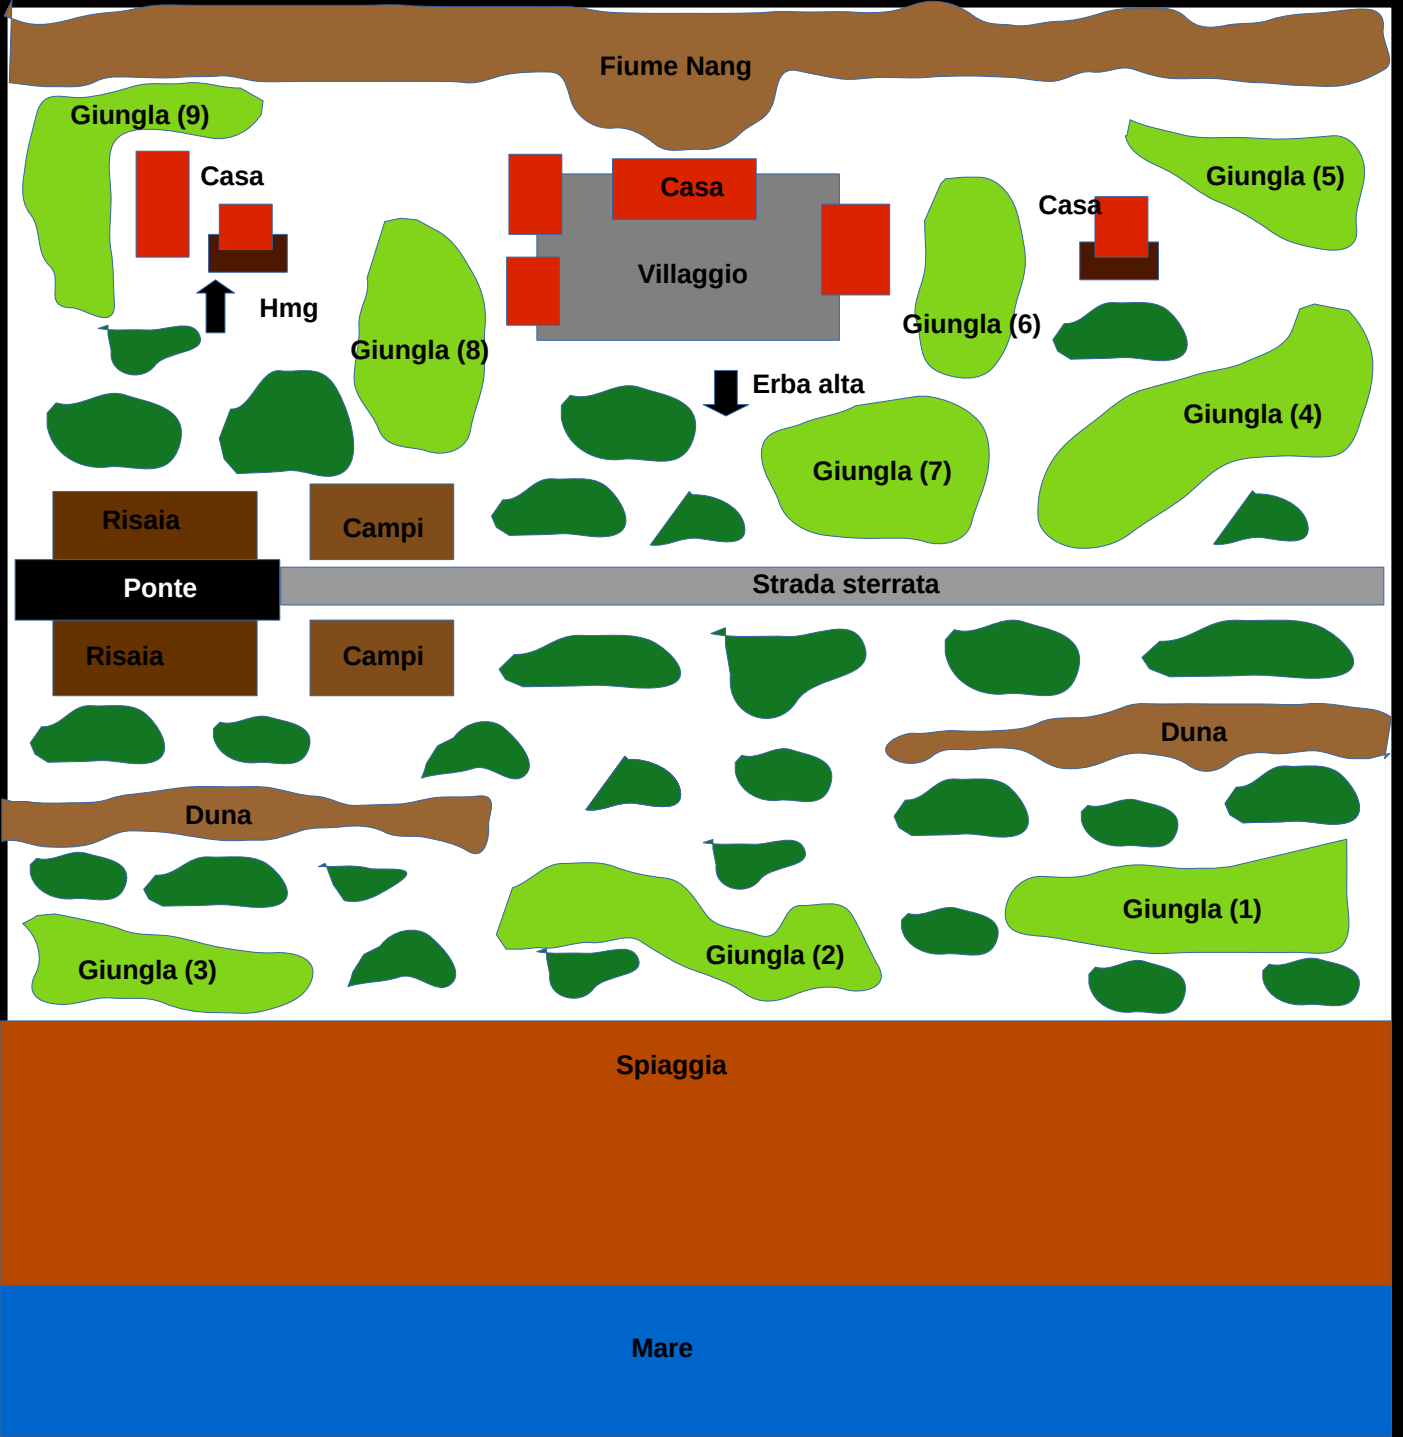 Fiume Nang
Giungla (9)
Casa
Casa
Giungla (5)
Casa
Villaggio
Hmg
Giungla (6)
Giungla (8)
Erba alta
Giungla (4)
Giungla (7)
Risaia
Campi
Ponte
Strada sterrata
Risaia
Campi
Duna
Duna
Giungla (1)
Giungla (2)
Giungla (3)
Spiaggia
Mare